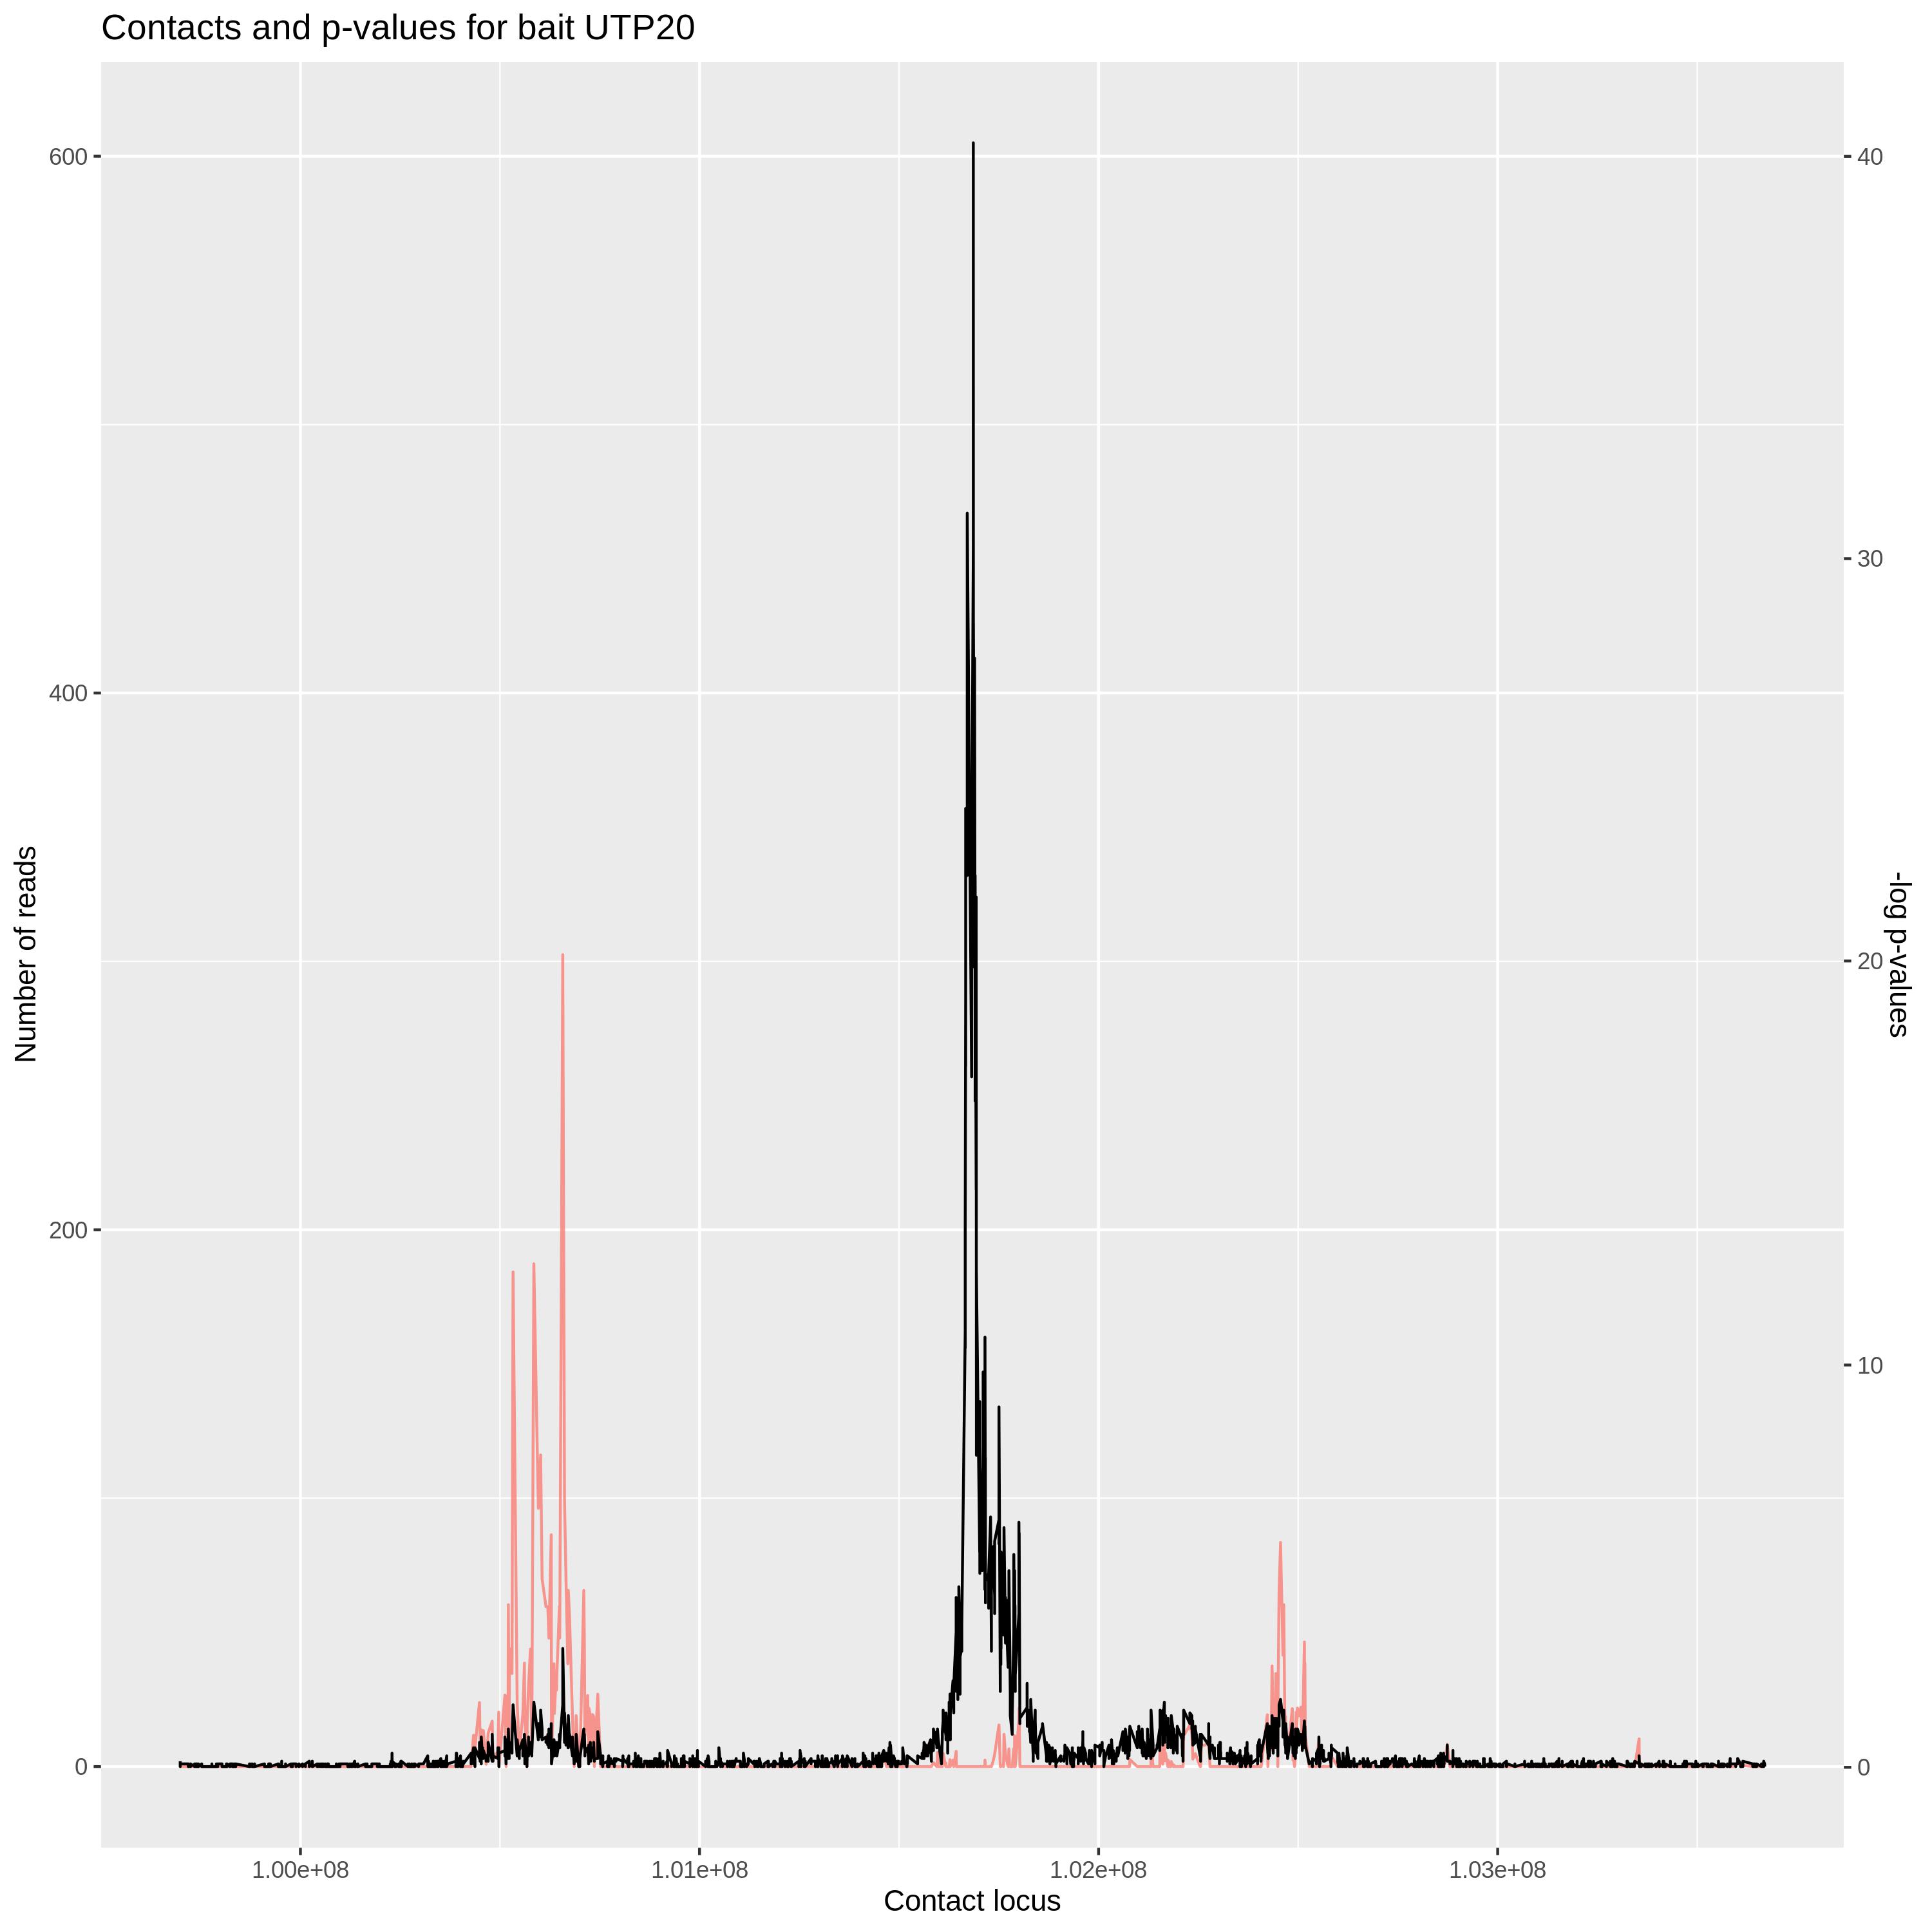 Contacts and p-values for bait UTP20
600
400
200
0
Number of reads
40
30
20
10
0
-log p-values
1.00e+08
1.01e+08
1.02e+08
1.03e+08
Contact locus